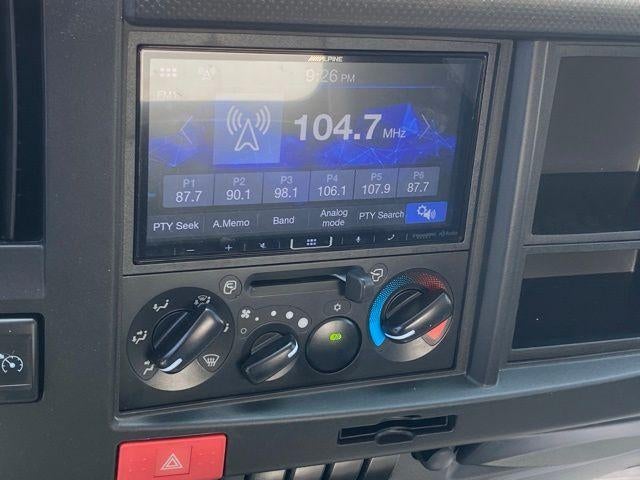 ALPINE
9:26 PM
FM1
104.7 MHz
P1 P2 P3 P4 P5 P6
87.7 90.1 98.1 106.1 107.9 87.7
PTY Seek A.Memo Band Analog mode PTY Search